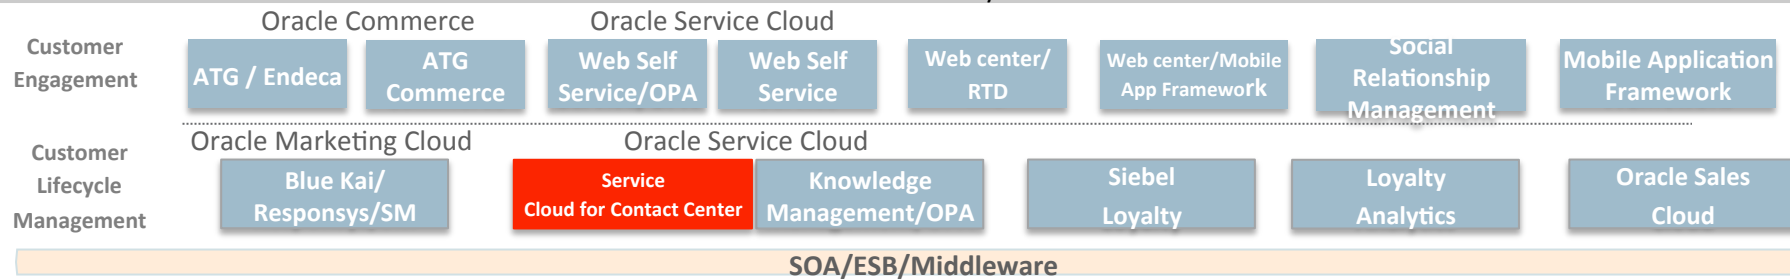 Oracle Commerce
Oracle Service Cloud
Customer
Engagement
ATG / Endeca
ATG
Commerce
Web Self
Service/OPA
Web Self
Service
Web center/
RTD
Web center/Mobile
App Framework
Social
Relationship
Management
Mobile Application
Framework
Oracle Marketing Cloud
Oracle Service Cloud
Customer
Lifecycle
Management
Blue Kai/
Responsys/SM
Service
Cloud for Contact Center
Knowledge
Management/OPA
Siebel
Loyalty
Loyalty
Analytics
Oracle Sales
Cloud
SOA/ESB/Middleware